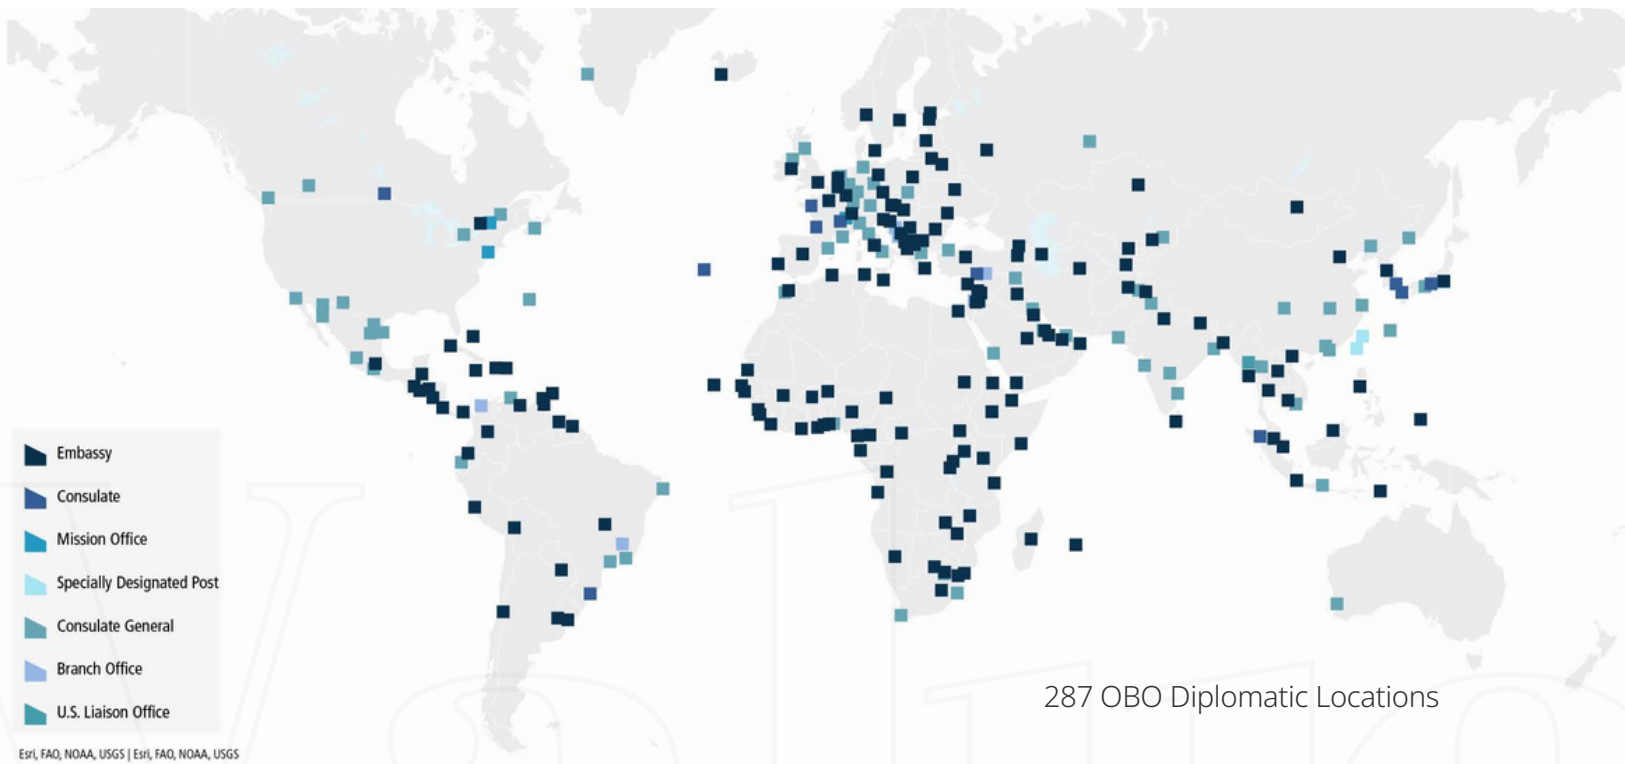 Embassy
Consulate
Mission Office
Specially Designated Post
Consulate General
Branch Office
U.S. Liaison Office
287 OBO Diplomatic Locations
Esri, FAO, NOAA, USGS | Esri, FAO, NOAA, USGS